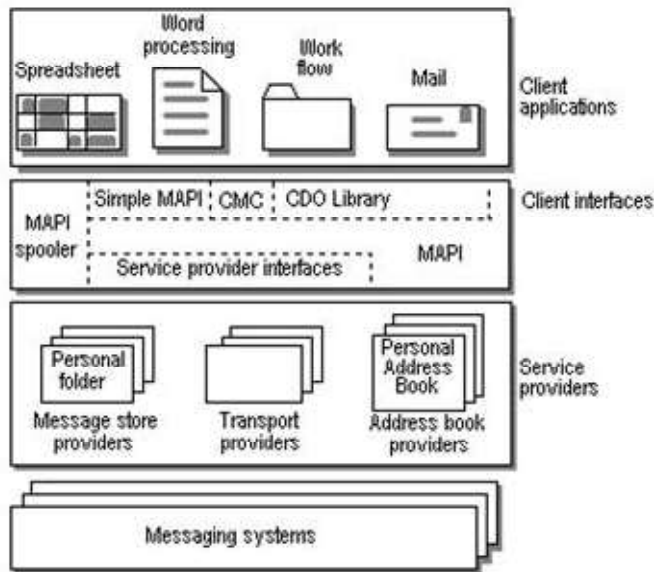 Spreadsheet
Word
processing
Work
flow
Mail
Client
applications
MAPI
spooler
Simple MAPI
CMC
CDO Library
Service provider interfaces
MAPI
Client interfaces
Personal
folder
Message store
providers
Transport
providers
Personal
Address
Book
Address book
providers
Service
providers
Messaging systems